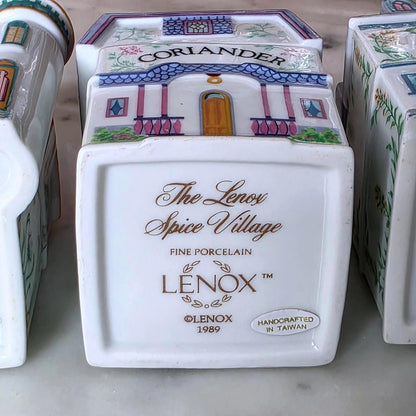 CORIANDER
The Lenox
Spice Village
FINE PORCELAIN
LENOX™
©LENOX
1989
HANDCRAFTED
IN TAIWAN